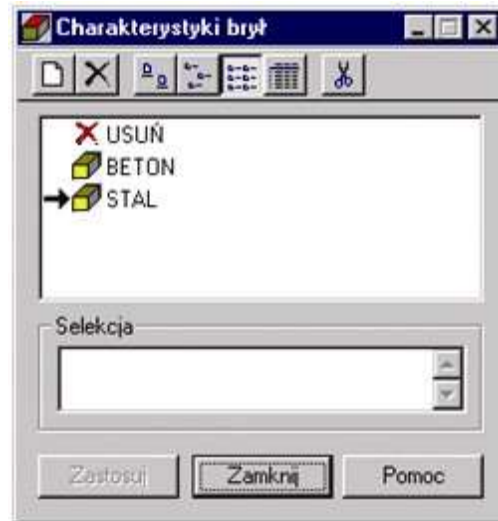 Charakterystyki brył
USUŃ
BETON
STAL
Selekcja
Zastosuj
Zamknij
Pomoc